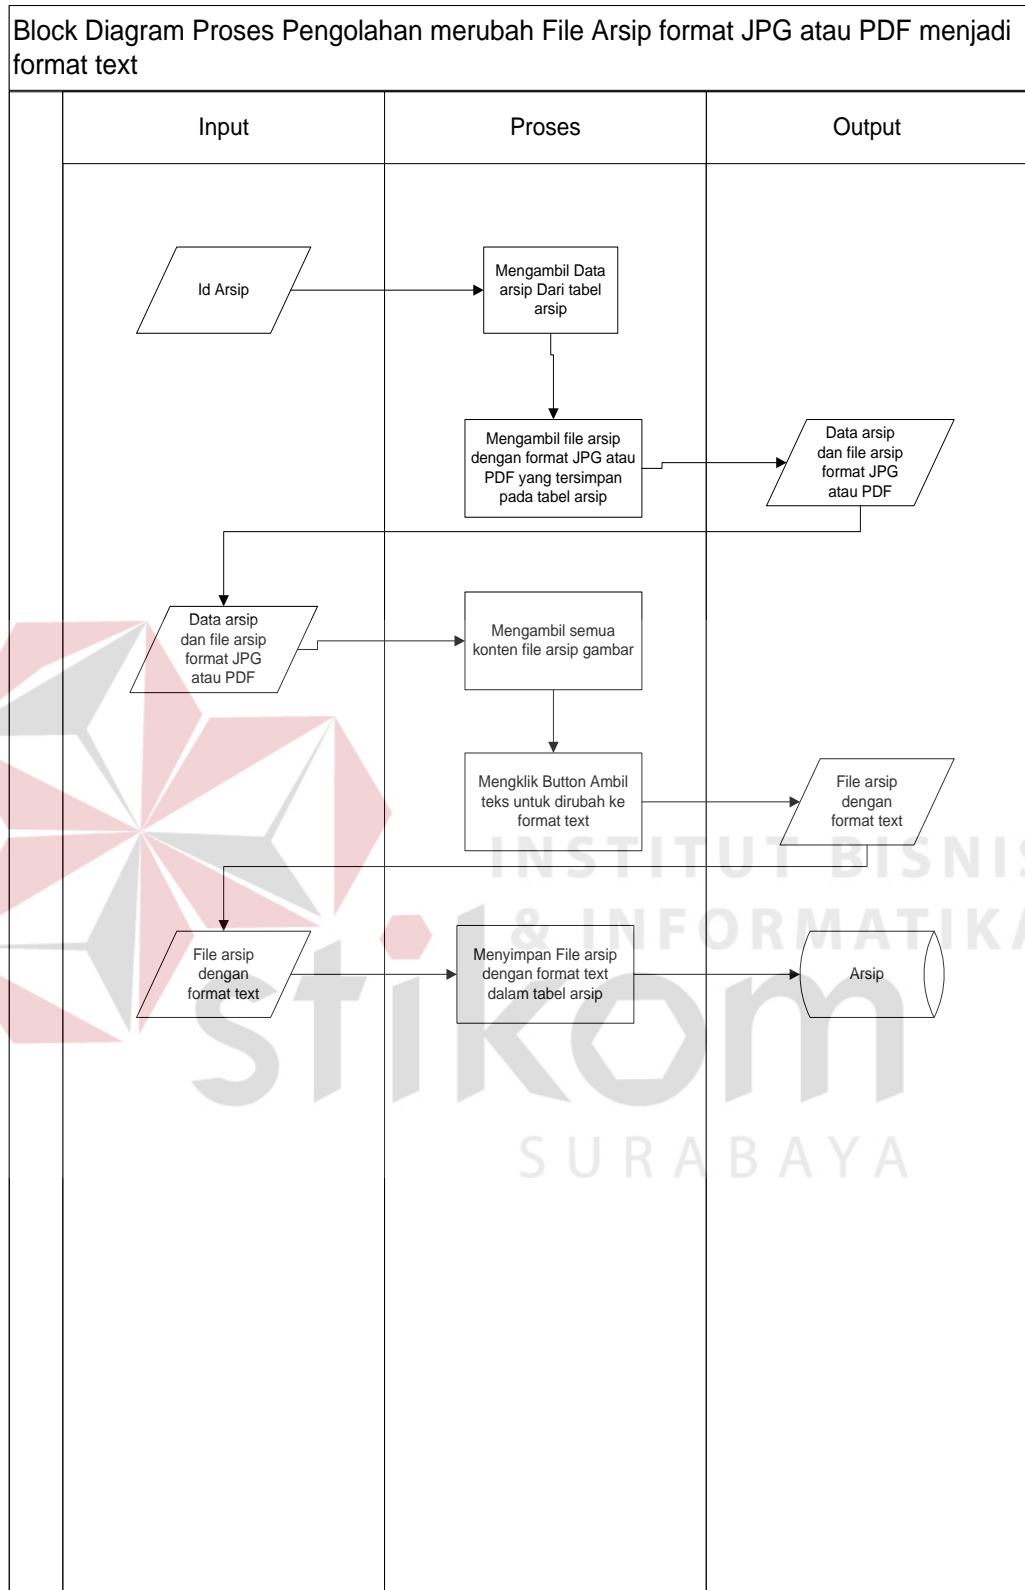 Block Diagram Proses Pengolahan merubah File Arsip format JPG atau PDF menjadi
format text
Input
Proses
Output
Id Arsip
Mengambil Data
arsip Dari tabel
arsip
Mengambil file arsip
dengan format JPG atau
PDF yang tersimpan
pada tabel arsip
Data arsip
dan file arsip
format JPG
atau PDF
Data arsip
dan file arsip
format JPG
atau PDF
Mengambil semua
konten file arsip gambar
Mengklik Button Ambil
teks untuk dirubah ke
format text
File arsip
dengan
format text
INSTITUT BISNIS
& INFORMATIKA
File arsip
dengan
format text
Menyimpan File arsip
dengan format text
dalam tabel arsip
Arsip
stikom
SURABAYA